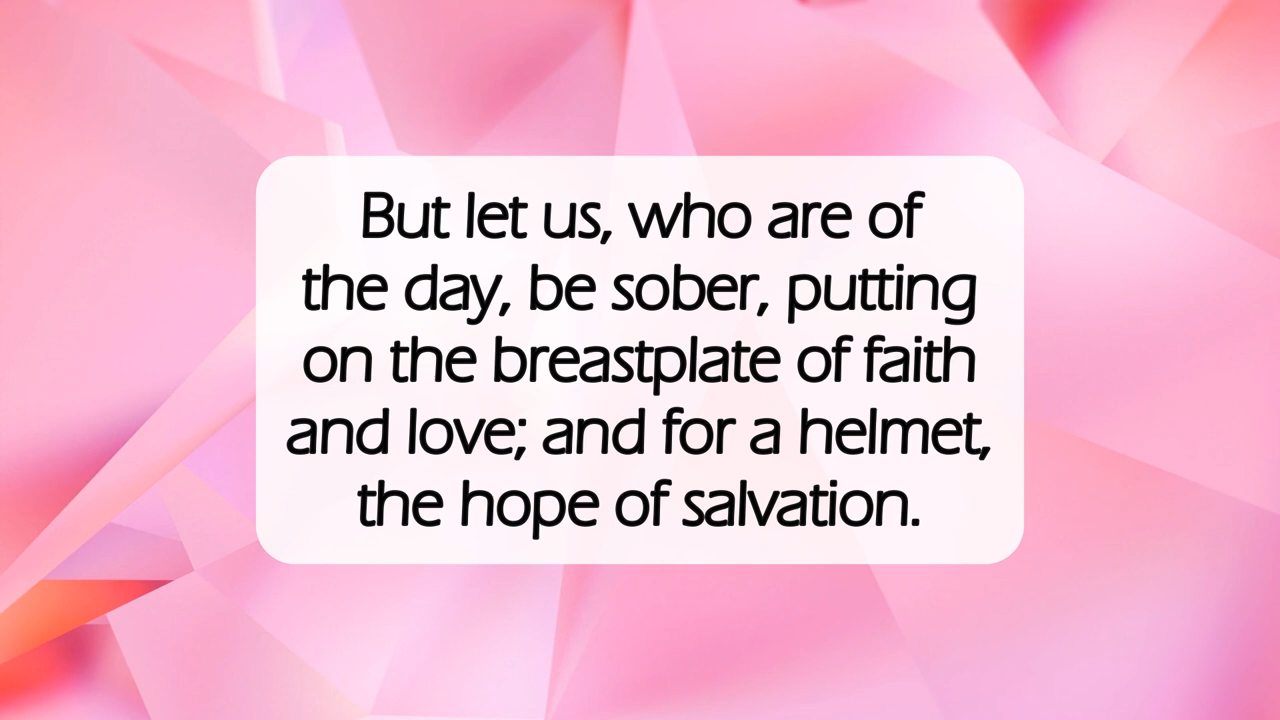 But let us, who are of
the day, be sober, putting
on the breastplate of faith
and love; and for a helmet,
the hope of salvation.